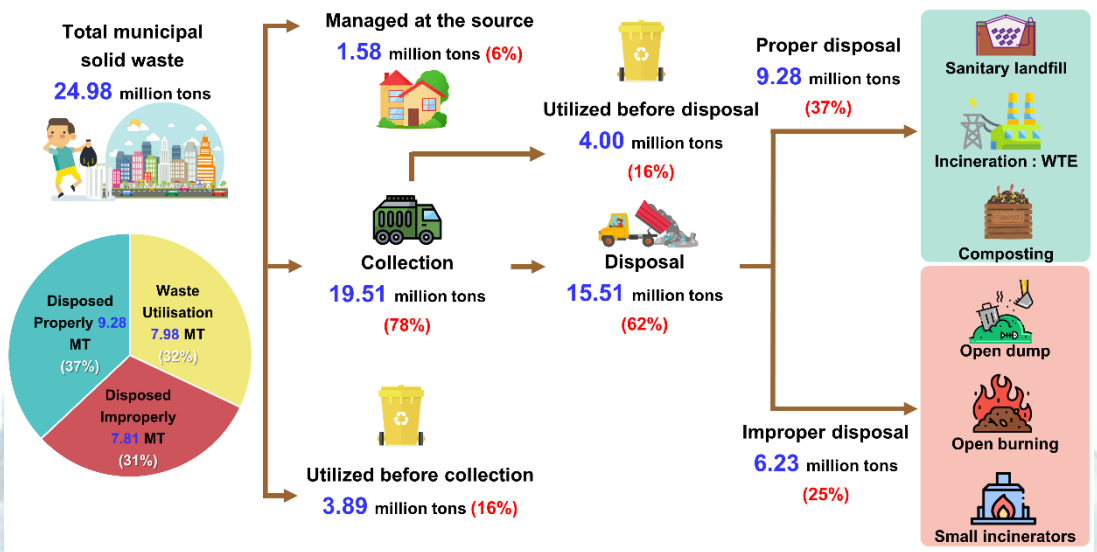 Total municipal
solid waste
24.98 million tons
Managed at the source
1.58 million tons (6%)
Utilized before disposal
4.00 million tons
(16%)
Proper disposal
9.28 million tons
(37%)
Sanitary landfill
Incineration : WTE
Composting
Collection
19.51 million tons
(78%)
Disposal
15.51 million tons
(62%)
Disposed
Properly 9.28
MT
(37%)
Waste
Utilisation
7.98 MT
(32%)
Disposed
Improperly
7.81 MT
(31%)
Utilized before collection
3.89 million tons (16%)
Improper disposal
6.23 million tons
(25%)
Open dump
Open burning
Small incinerators